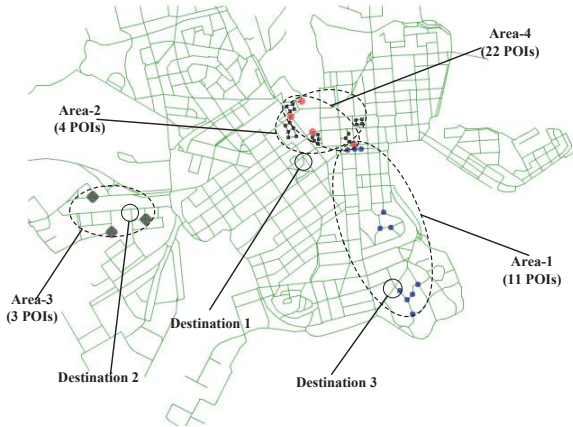 Area-4
(22 POIs)
Area-2
(4 POIs)
Area-1
(11 POIs)
Area-3
(3 POIs)
Destination 1
Destination 2
Destination 3